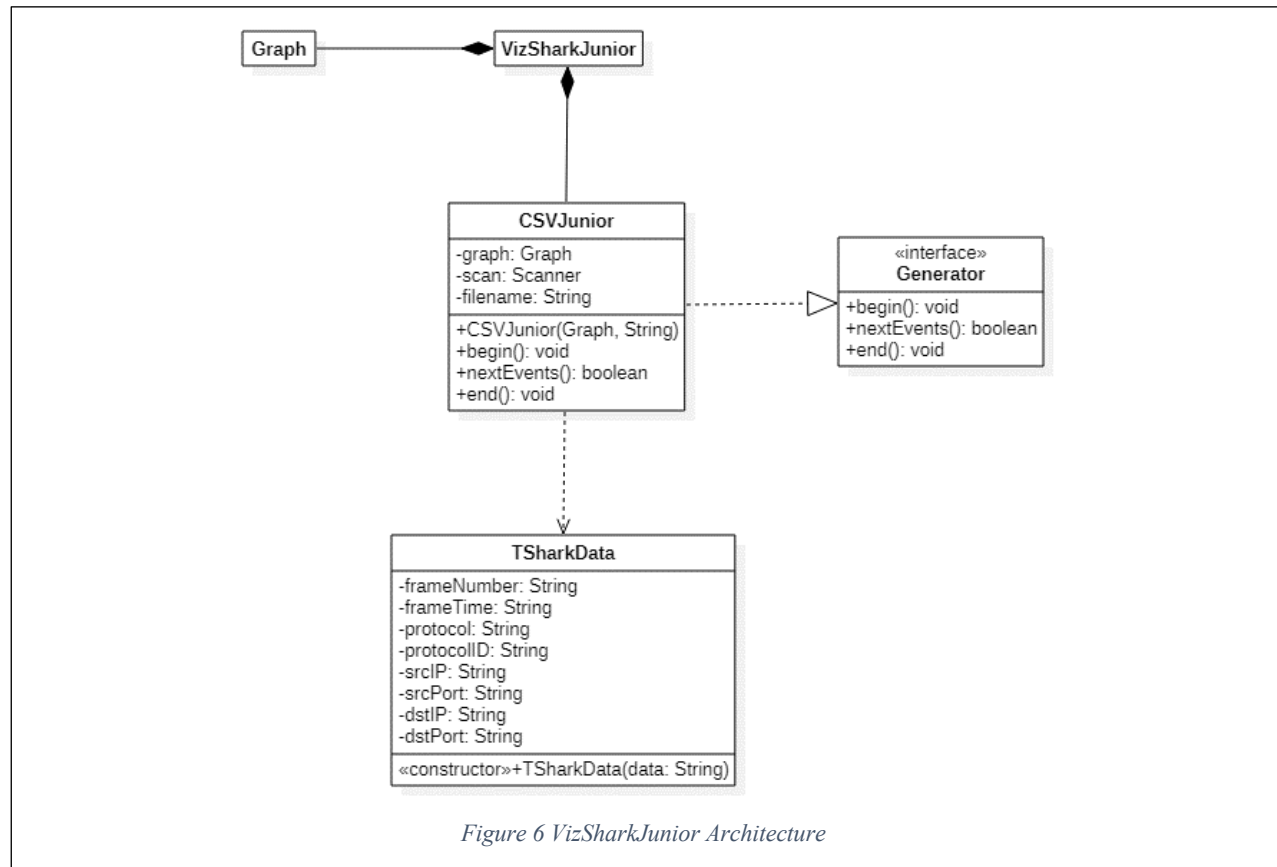 Graph
VizSharkJunior
CSVJunior
-graph: Graph
-scan: Scanner
-filename: String
+CSVJunior(Graph, String)
+begin(): void
+nextEvents(): boolean
+end(): void
«interface»
Generator
+begin(): void
+nextEvents(): boolean
+end(): void
TSharkData
-frameNumber: String
-frameTime: String
-protocol: String
-protocolID: String
-srcIP: String
-srcPort: String
-dstIP: String
-dstPort: String
«constructor»+TSharkData(data: String)
Figure 6 VizSharkJunior Architecture